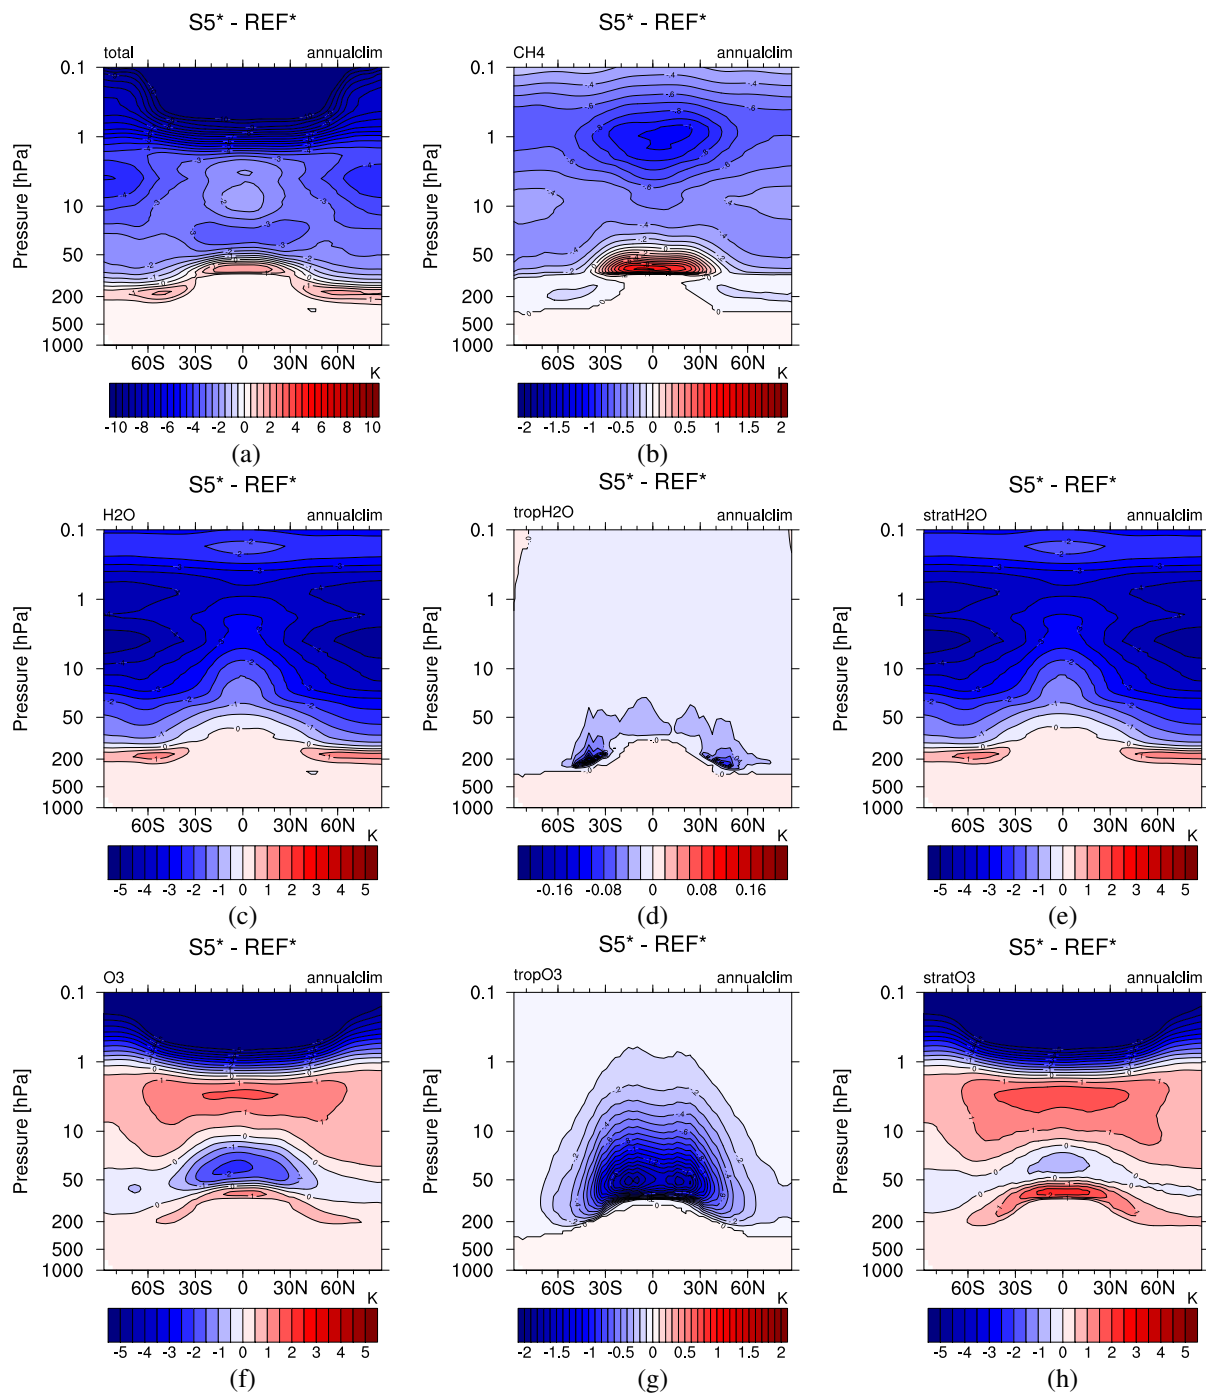 S5* - REF*
total annualclim
0.1
1
10
50
200
500
1000
Pressure [hPa]
60S 30S 0 30N 60N
K
-10 -8 -6 -4 -2 0 2 4 6 8 10
(a)
S5* - REF*
CH4 annualclim
0.1
1
10
50
200
500
1000
Pressure [hPa]
60S 30S 0 30N 60N
K
-2 -1.5 -1 -0.5 0 0.5 1 1.5 2
(b)
S5* - REF*
H2O annualclim
0.1
1
10
50
200
500
1000
Pressure [hPa]
60S 30S 0 30N 60N
K
-5 -4 -3 -2 -1 0 1 2 3 4 5
(c)
S5* - REF*
tropH2O annualclim
0.1
1
10
50
200
500
1000
Pressure [hPa]
60S 30S 0 30N 60N
K
-0.16 -0.08 0 0.08 0.16
(d)
S5* - REF*
stratH2O annualclim
0.1
1
10
50
200
500
1000
Pressure [hPa]
60S 30S 0 30N 60N
K
-5 -4 -3 -2 -1 0 1 2 3 4 5
(e)
S5* - REF*
O3 annualclim
0.1
1
10
50
200
500
1000
Pressure [hPa]
60S 30S 0 30N 60N
K
-5 -4 -3 -2 -1 0 1 2 3 4 5
(f)
S5* - REF*
tropO3 annualclim
0.1
1
10
50
200
500
1000
Pressure [hPa]
60S 30S 0 30N 60N
K
-2 -1.5 -1 -0.5 0 0.5 1 1.5 2
(g)
S5* - REF*
stratO3 annualclim
0.1
1
10
50
200
500
1000
Pressure [hPa]
60S 30S 0 30N 60N
K
-5 -4 -3 -2 -1 0 1 2 3 4 5
(h)